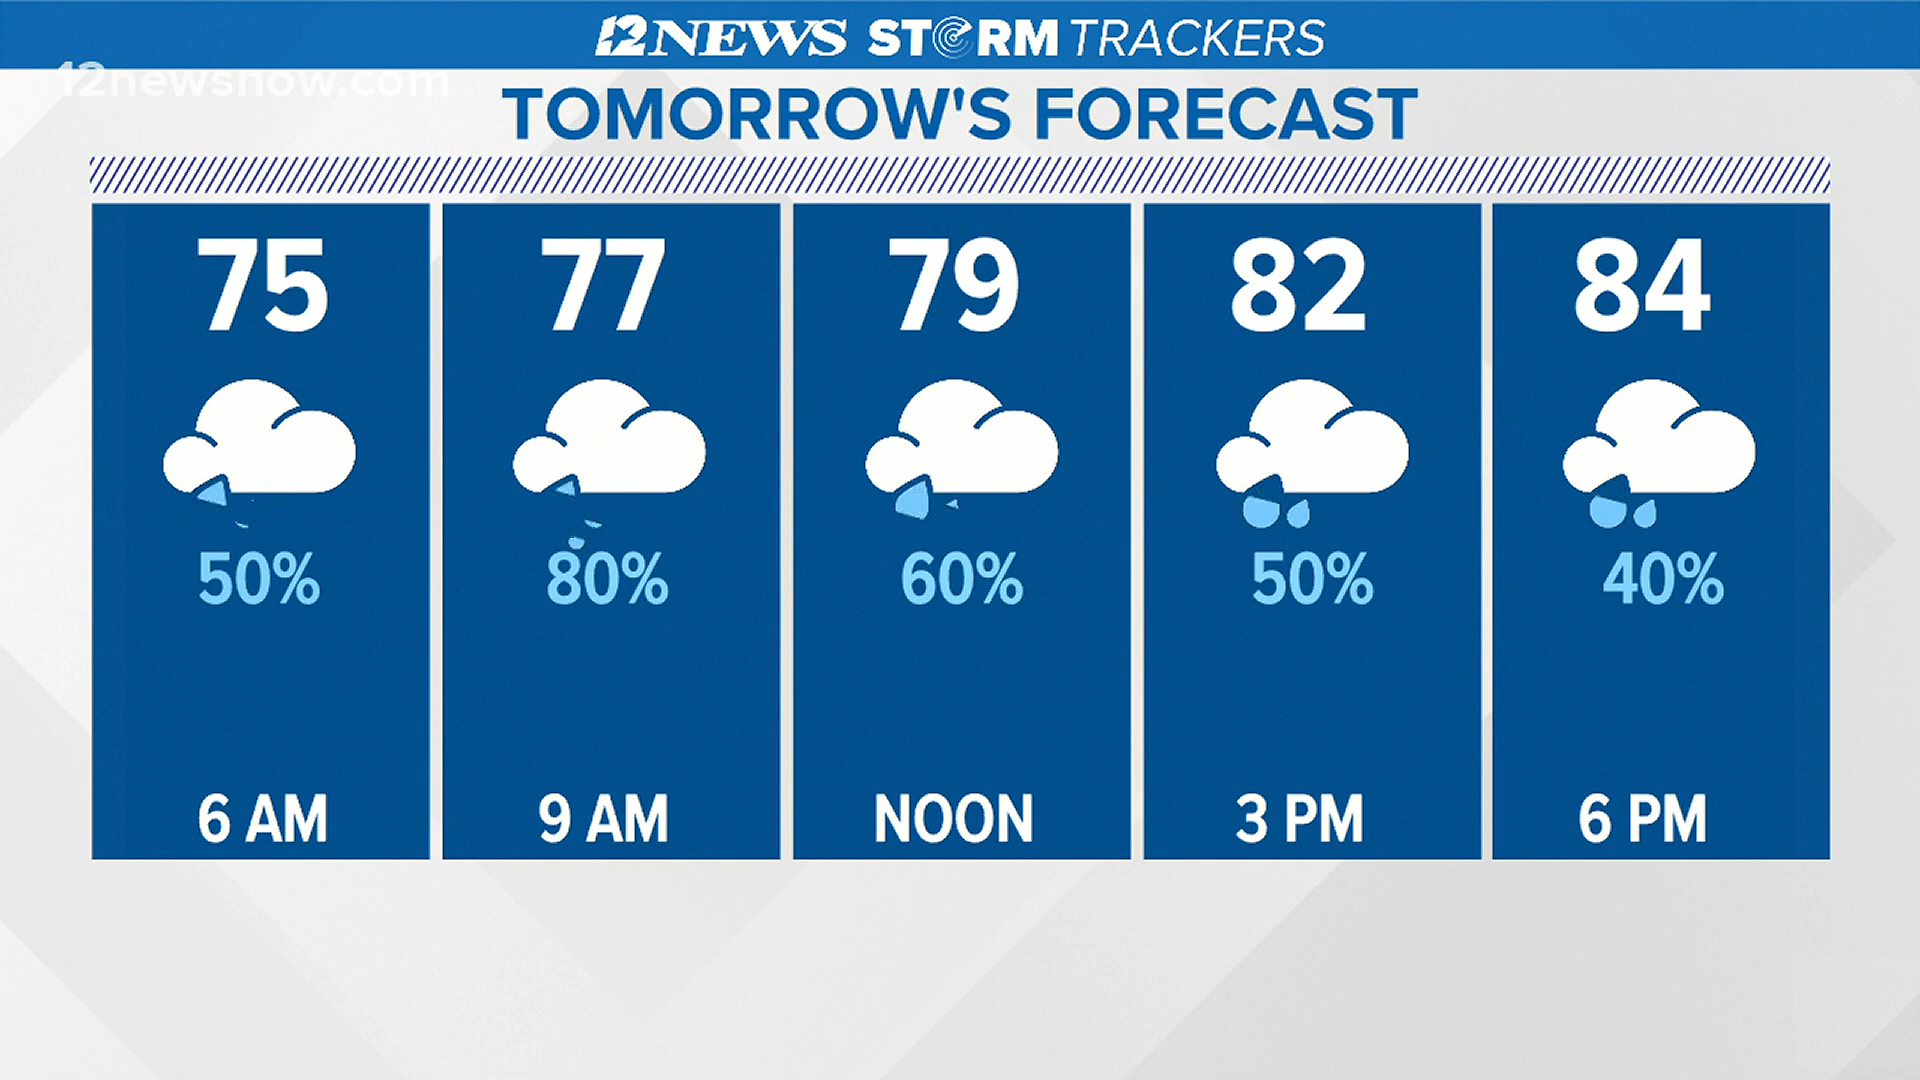 12NEWS STORM TRACKERS
12newsnow.com
TOMORROW'S FORECAST
75 77 79 82 84
50% 80% 60% 50% 40%
6 AM 9 AM NOON 3 PM 6 PM